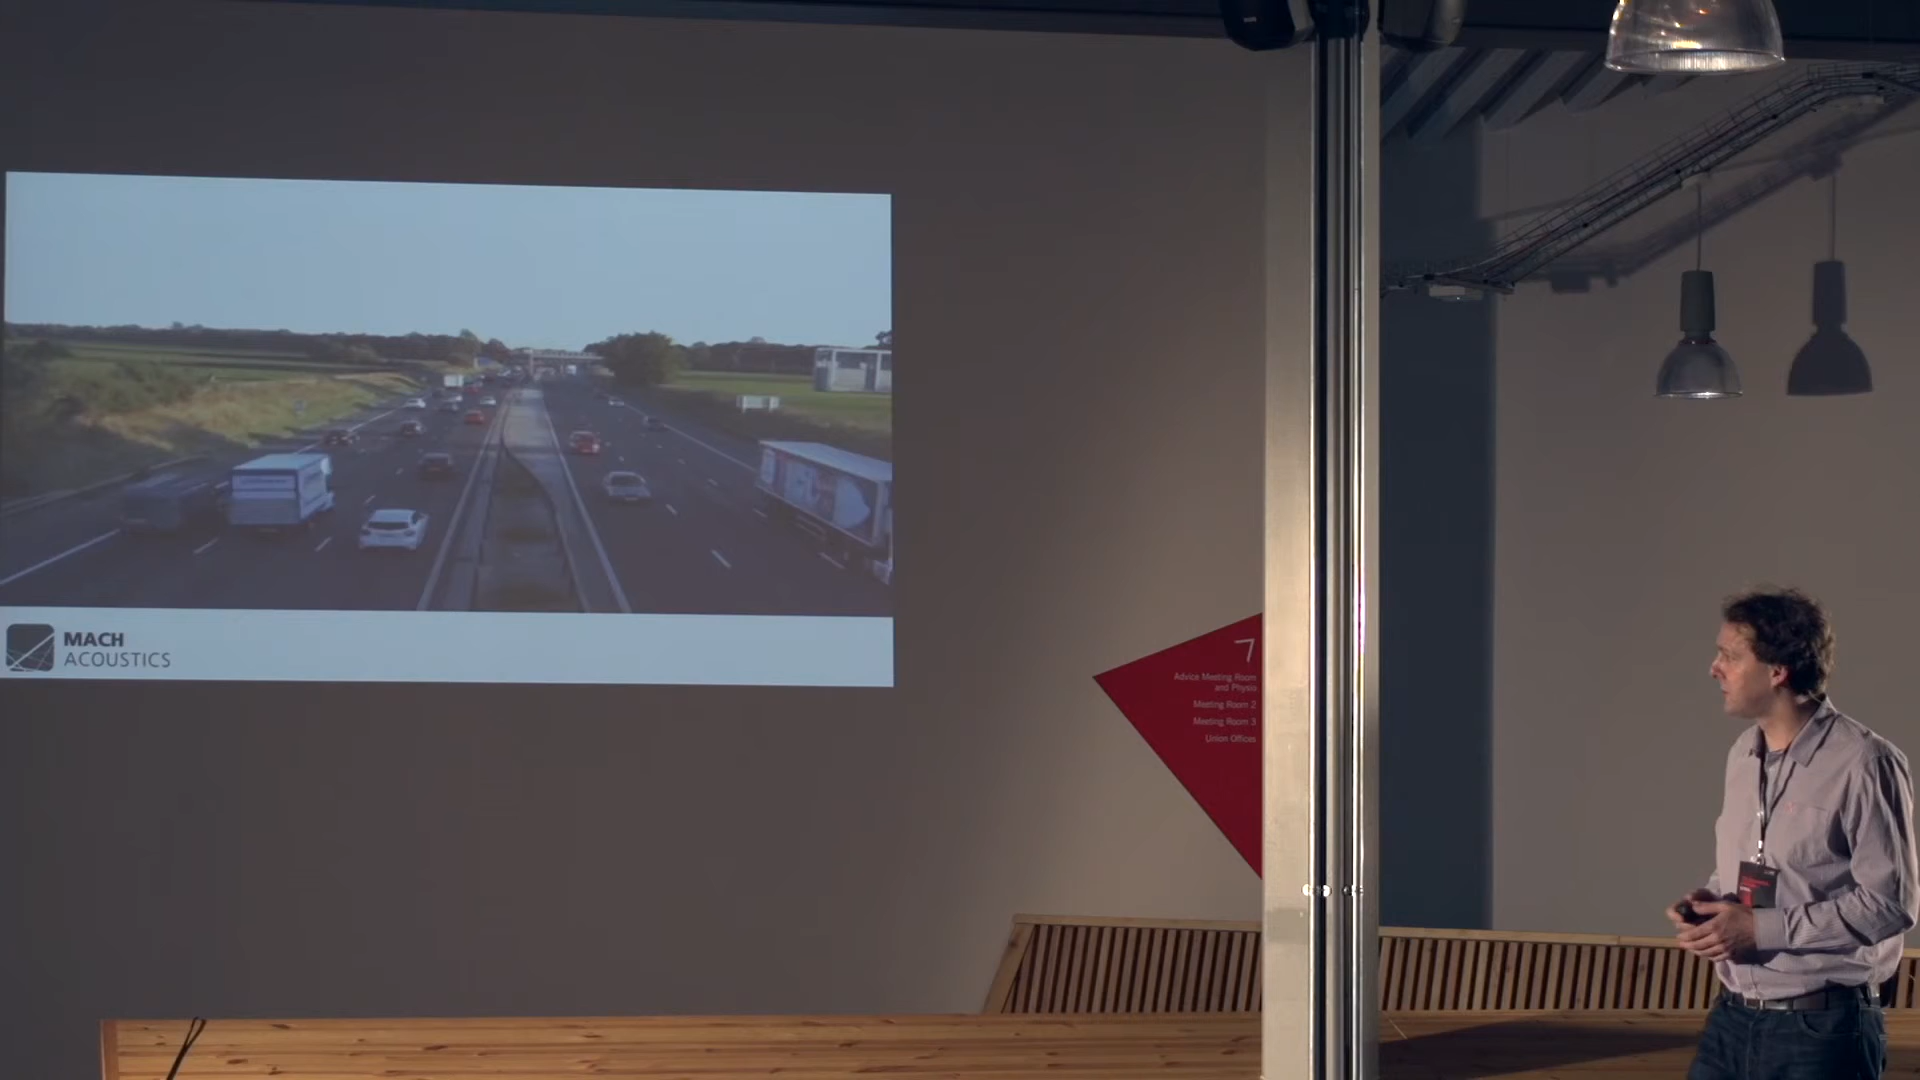 MACH
ACOUSTICS
7
Advice Meeting Room
and Physio
Meeting Room 2
Meeting Room 3
Union Offices